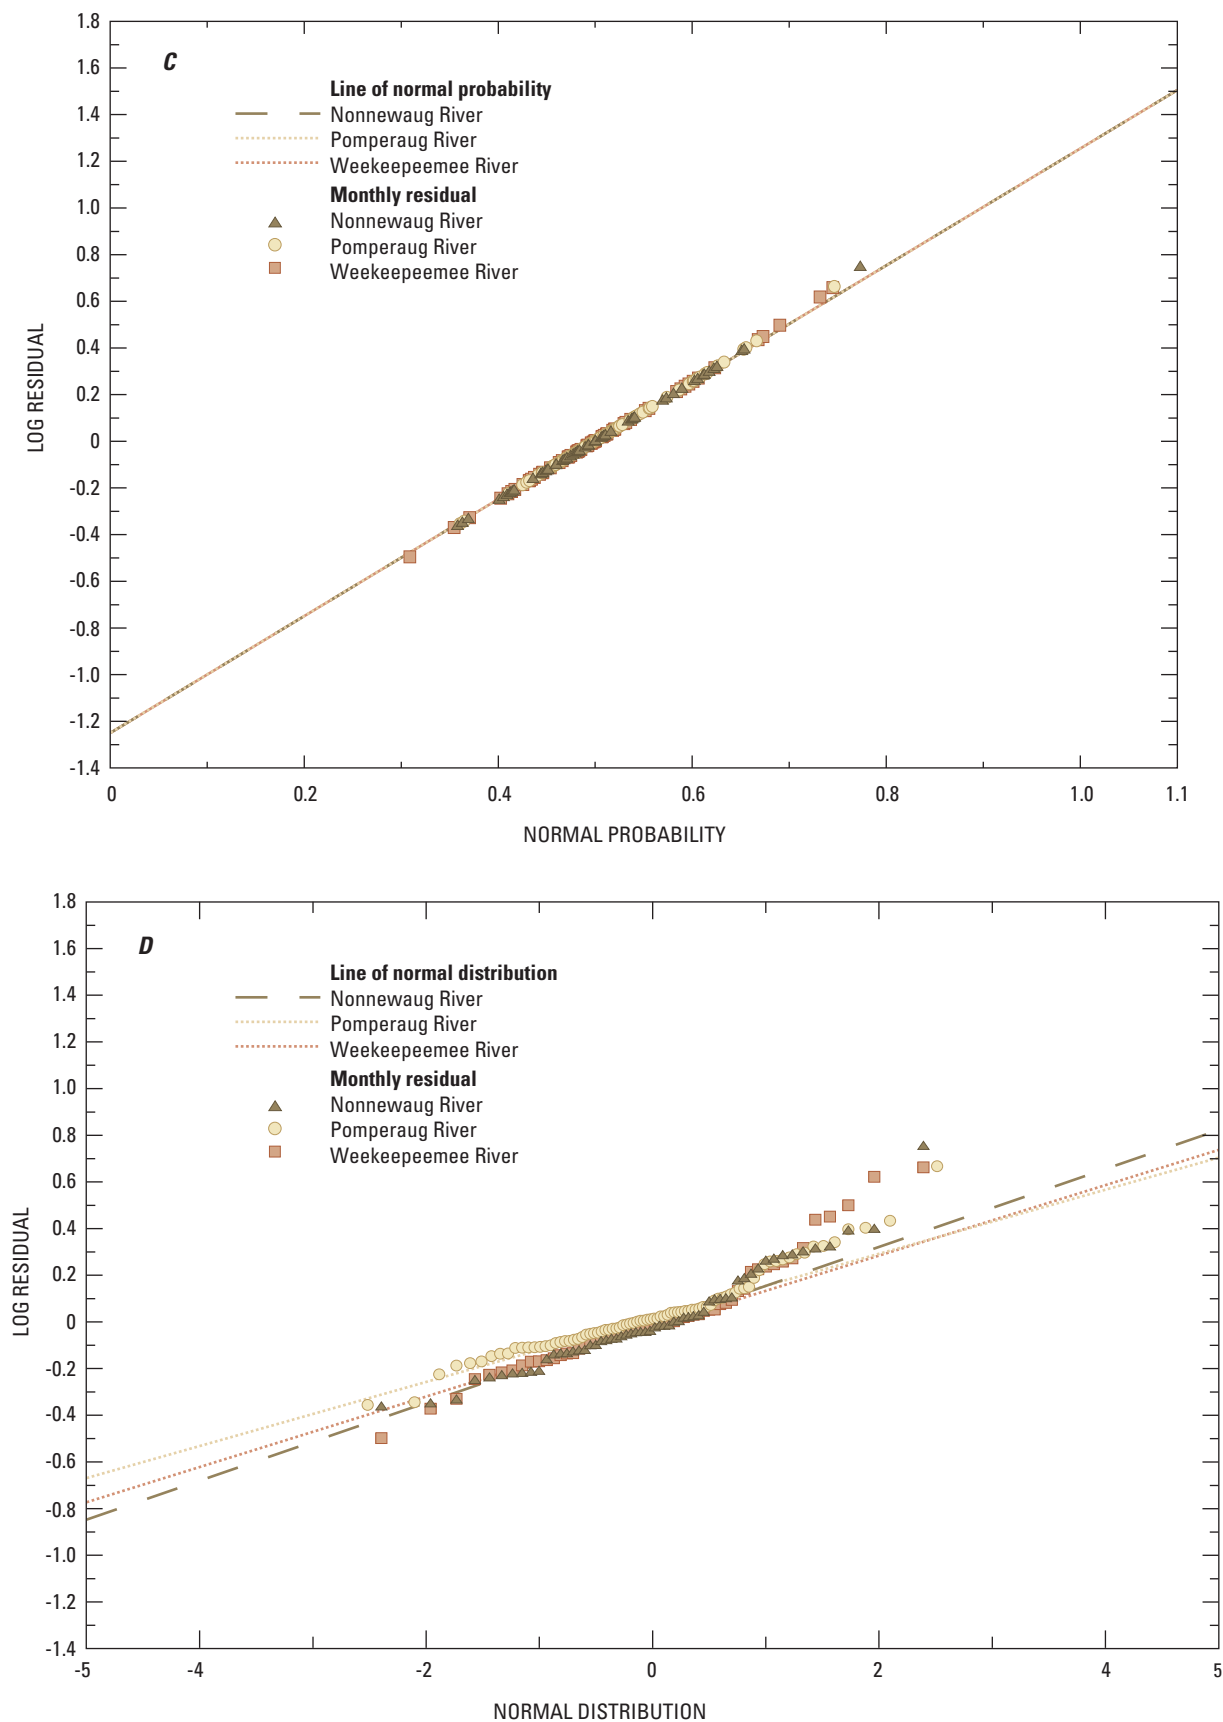 1.8
1.6
1.4
1.2
1.0
0.8
0.6
0.4
0.2
0
-0.2
-0.4
-0.6
-0.8
-1.0
-1.2
-1.4
LOG RESIDUAL
C
Line of normal probability
Nonnewaug River
Pomperaug River
Weekeepeemee River
Monthly residual
Nonnewaug River
Pomperaug River
Weekeepeemee River
0 0.2 0.4 0.6 0.8 1.0 1.1
NORMAL PROBABILITY
1.8
1.6
1.4
1.2
1.0
0.8
0.6
0.4
0.2
0
-0.2
-0.4
-0.6
-0.8
-1.0
-1.2
-1.4
LOG RESIDUAL
D
Line of normal distribution
Nonnewaug River
Pomperaug River
Weekeepeemee River
Monthly residual
Nonnewaug River
Pomperaug River
Weekeepeemee River
-5 -4 -2 0 2 4 5
NORMAL DISTRIBUTION